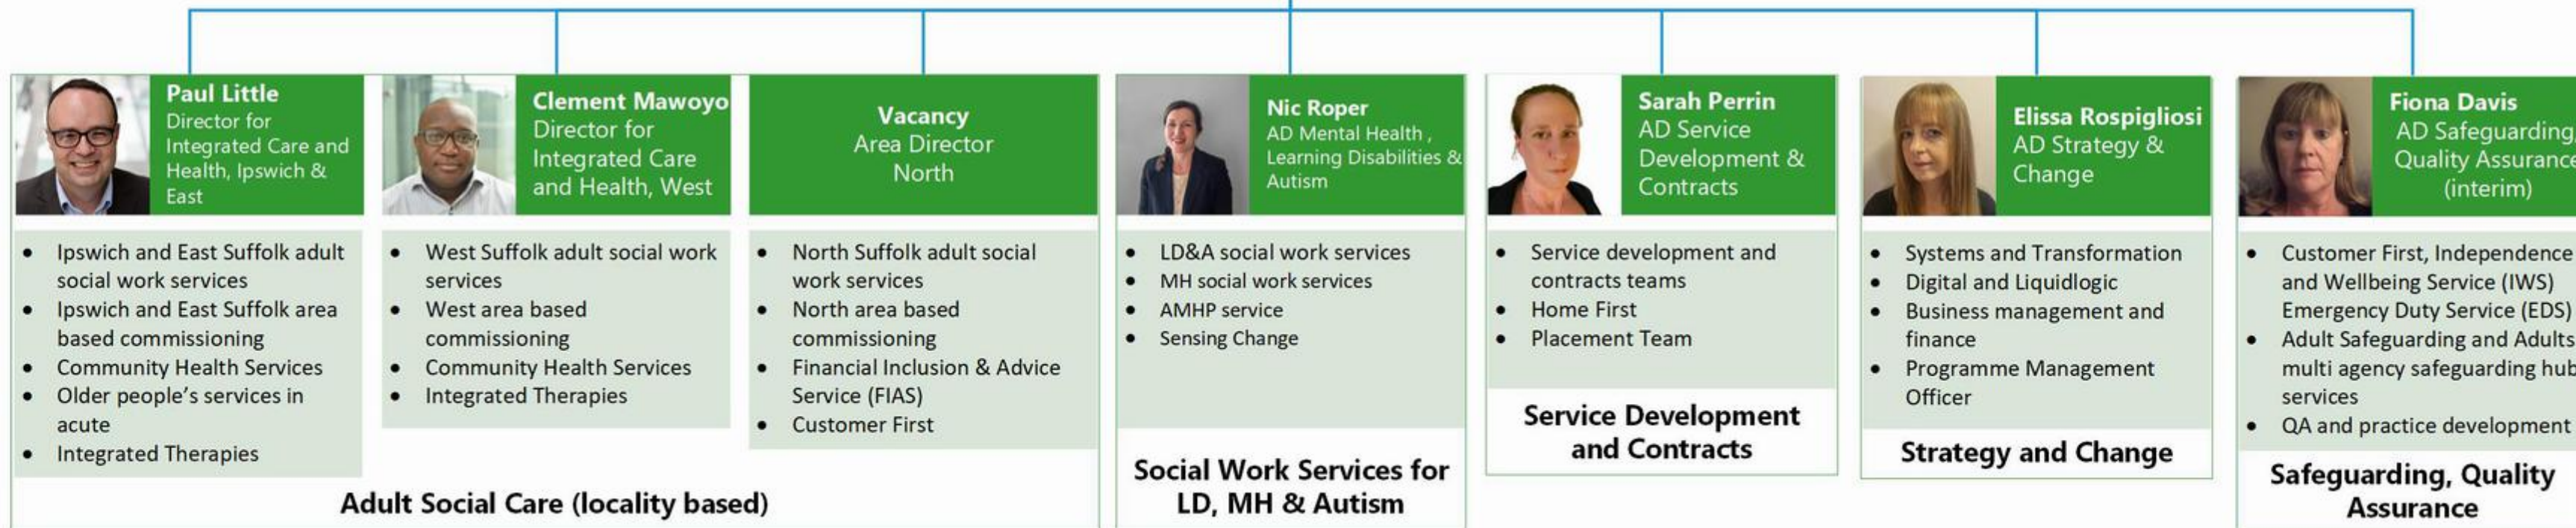 Paul Little
Director for
Integrated Care and
Health, Ipswich &
East
• Ipswich and East Suffolk adult
social work services
• Ipswich and East Suffolk area
based commissioning
• Community Health Services
• Older people's services in
acute
• Integrated Therapies
Clement Mawoyo
Director for
Integrated Care
and Health, West
• West Suffolk adult social work
services
• West area based
commissioning
• Community Health Services
• Integrated Therapies
Vacancy
Area Director
North
• North Suffolk adult social
work services
• North area based
commissioning
• Financial Inclusion & Advice
Service (FIAS)
• Customer First
Adult Social Care (locality based)
Nic Roper
AD Mental Health ,
Learning Disabilities &
Autism
• LD&A social work services
• MH social work services
• AMHP service
• Sensing Change
Social Work Services for
LD, MH & Autism
Sarah Perrin
AD Service
Development &
Contracts
• Service development and
contracts teams
• Home First
• Placement Team
Service Development
and Contracts
Elissa Rospigliosi
AD Strategy &
Change
• Systems and Transformation
• Digital and Liquidlogic
• Business management and
finance
• Programme Management
Officer
Strategy and Change
Fiona Davis
AD Safeguarding,
Quality Assurance
(interim)
• Customer First, Independence
and Wellbeing Service (IWS)
Emergency Duty Service (EDS)
• Adult Safeguarding and Adults
multi agency safeguarding hub
services
• QA and practice development
Safeguarding, Quality
Assurance